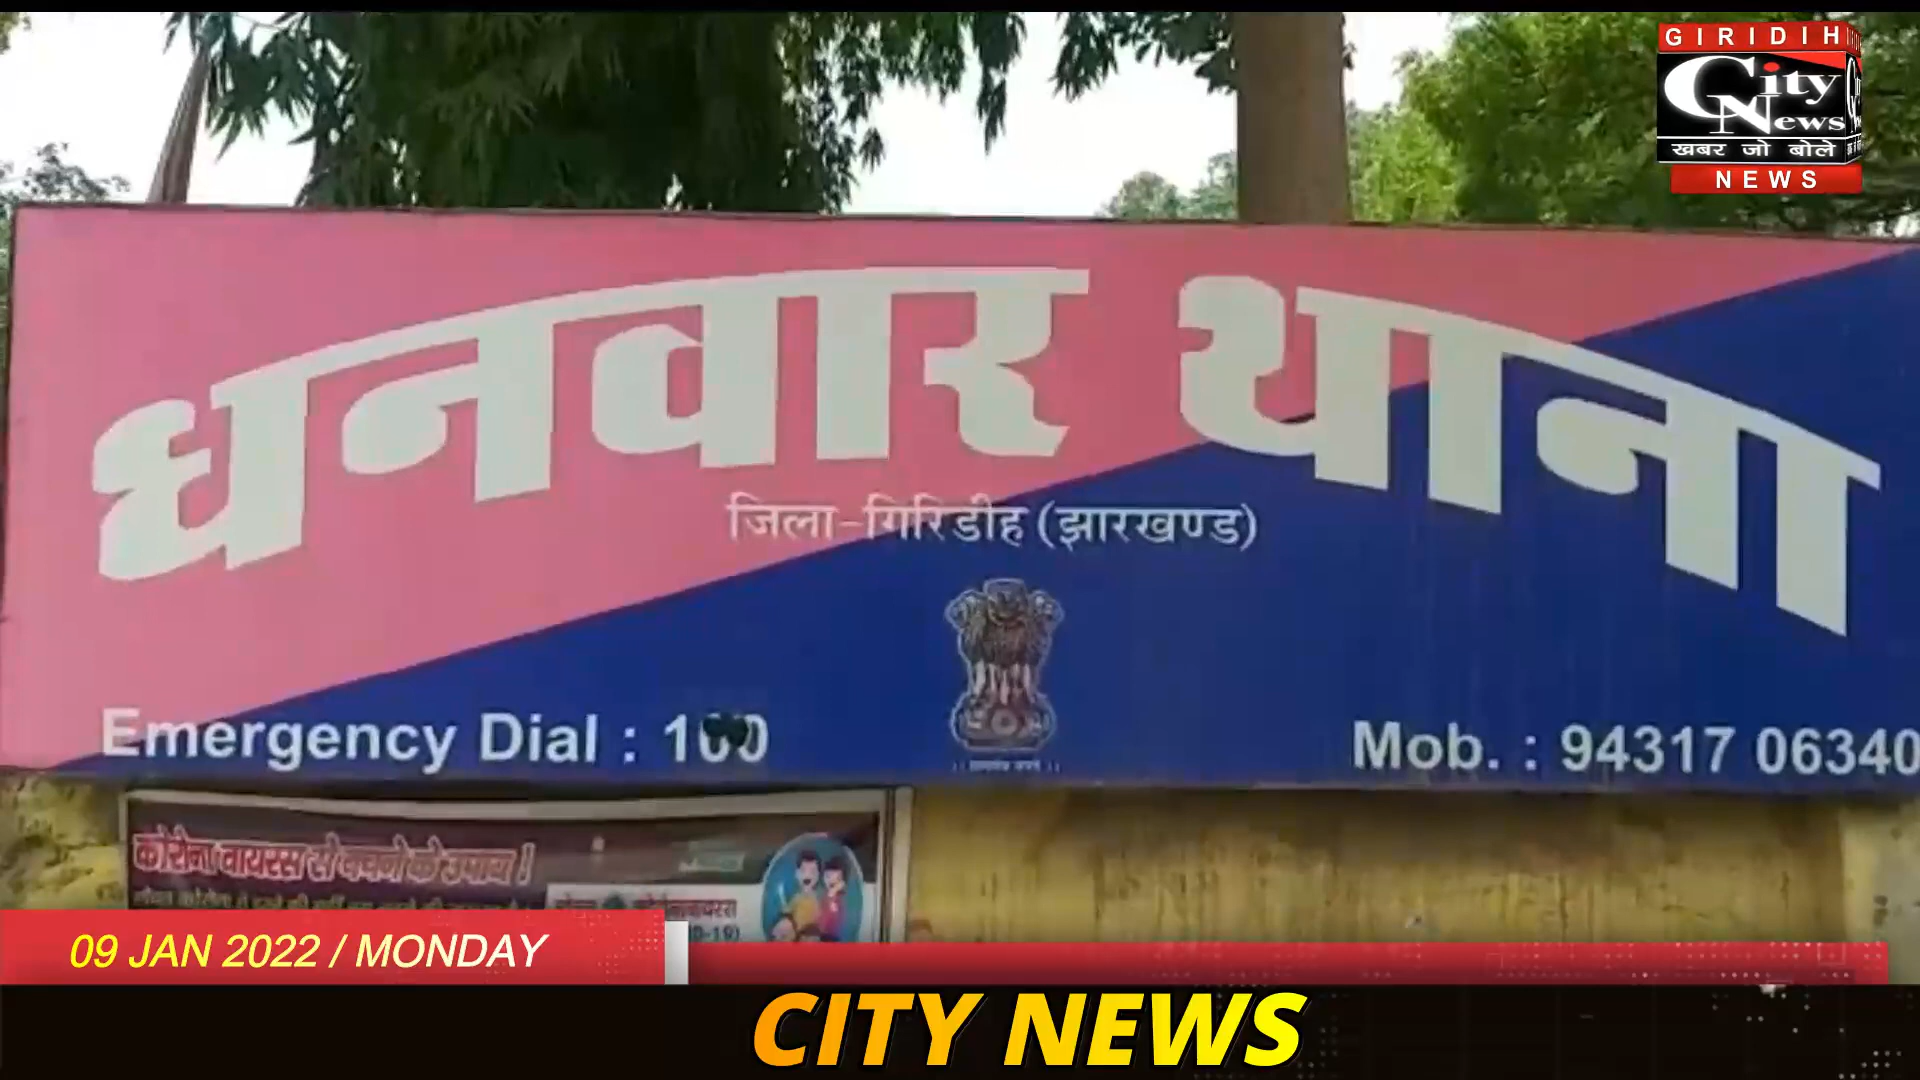 GIRIDIH
City News
खबर जो बोले
NEWS
धनवार थाना
जिला-गिरिडीह (झारखण्ड)
Emergency Dial : 100
Mob. : 94317 06340
कोरोना वायरस से बचने के उपाय !
09 JAN 2022 / MONDAY
CITY NEWS